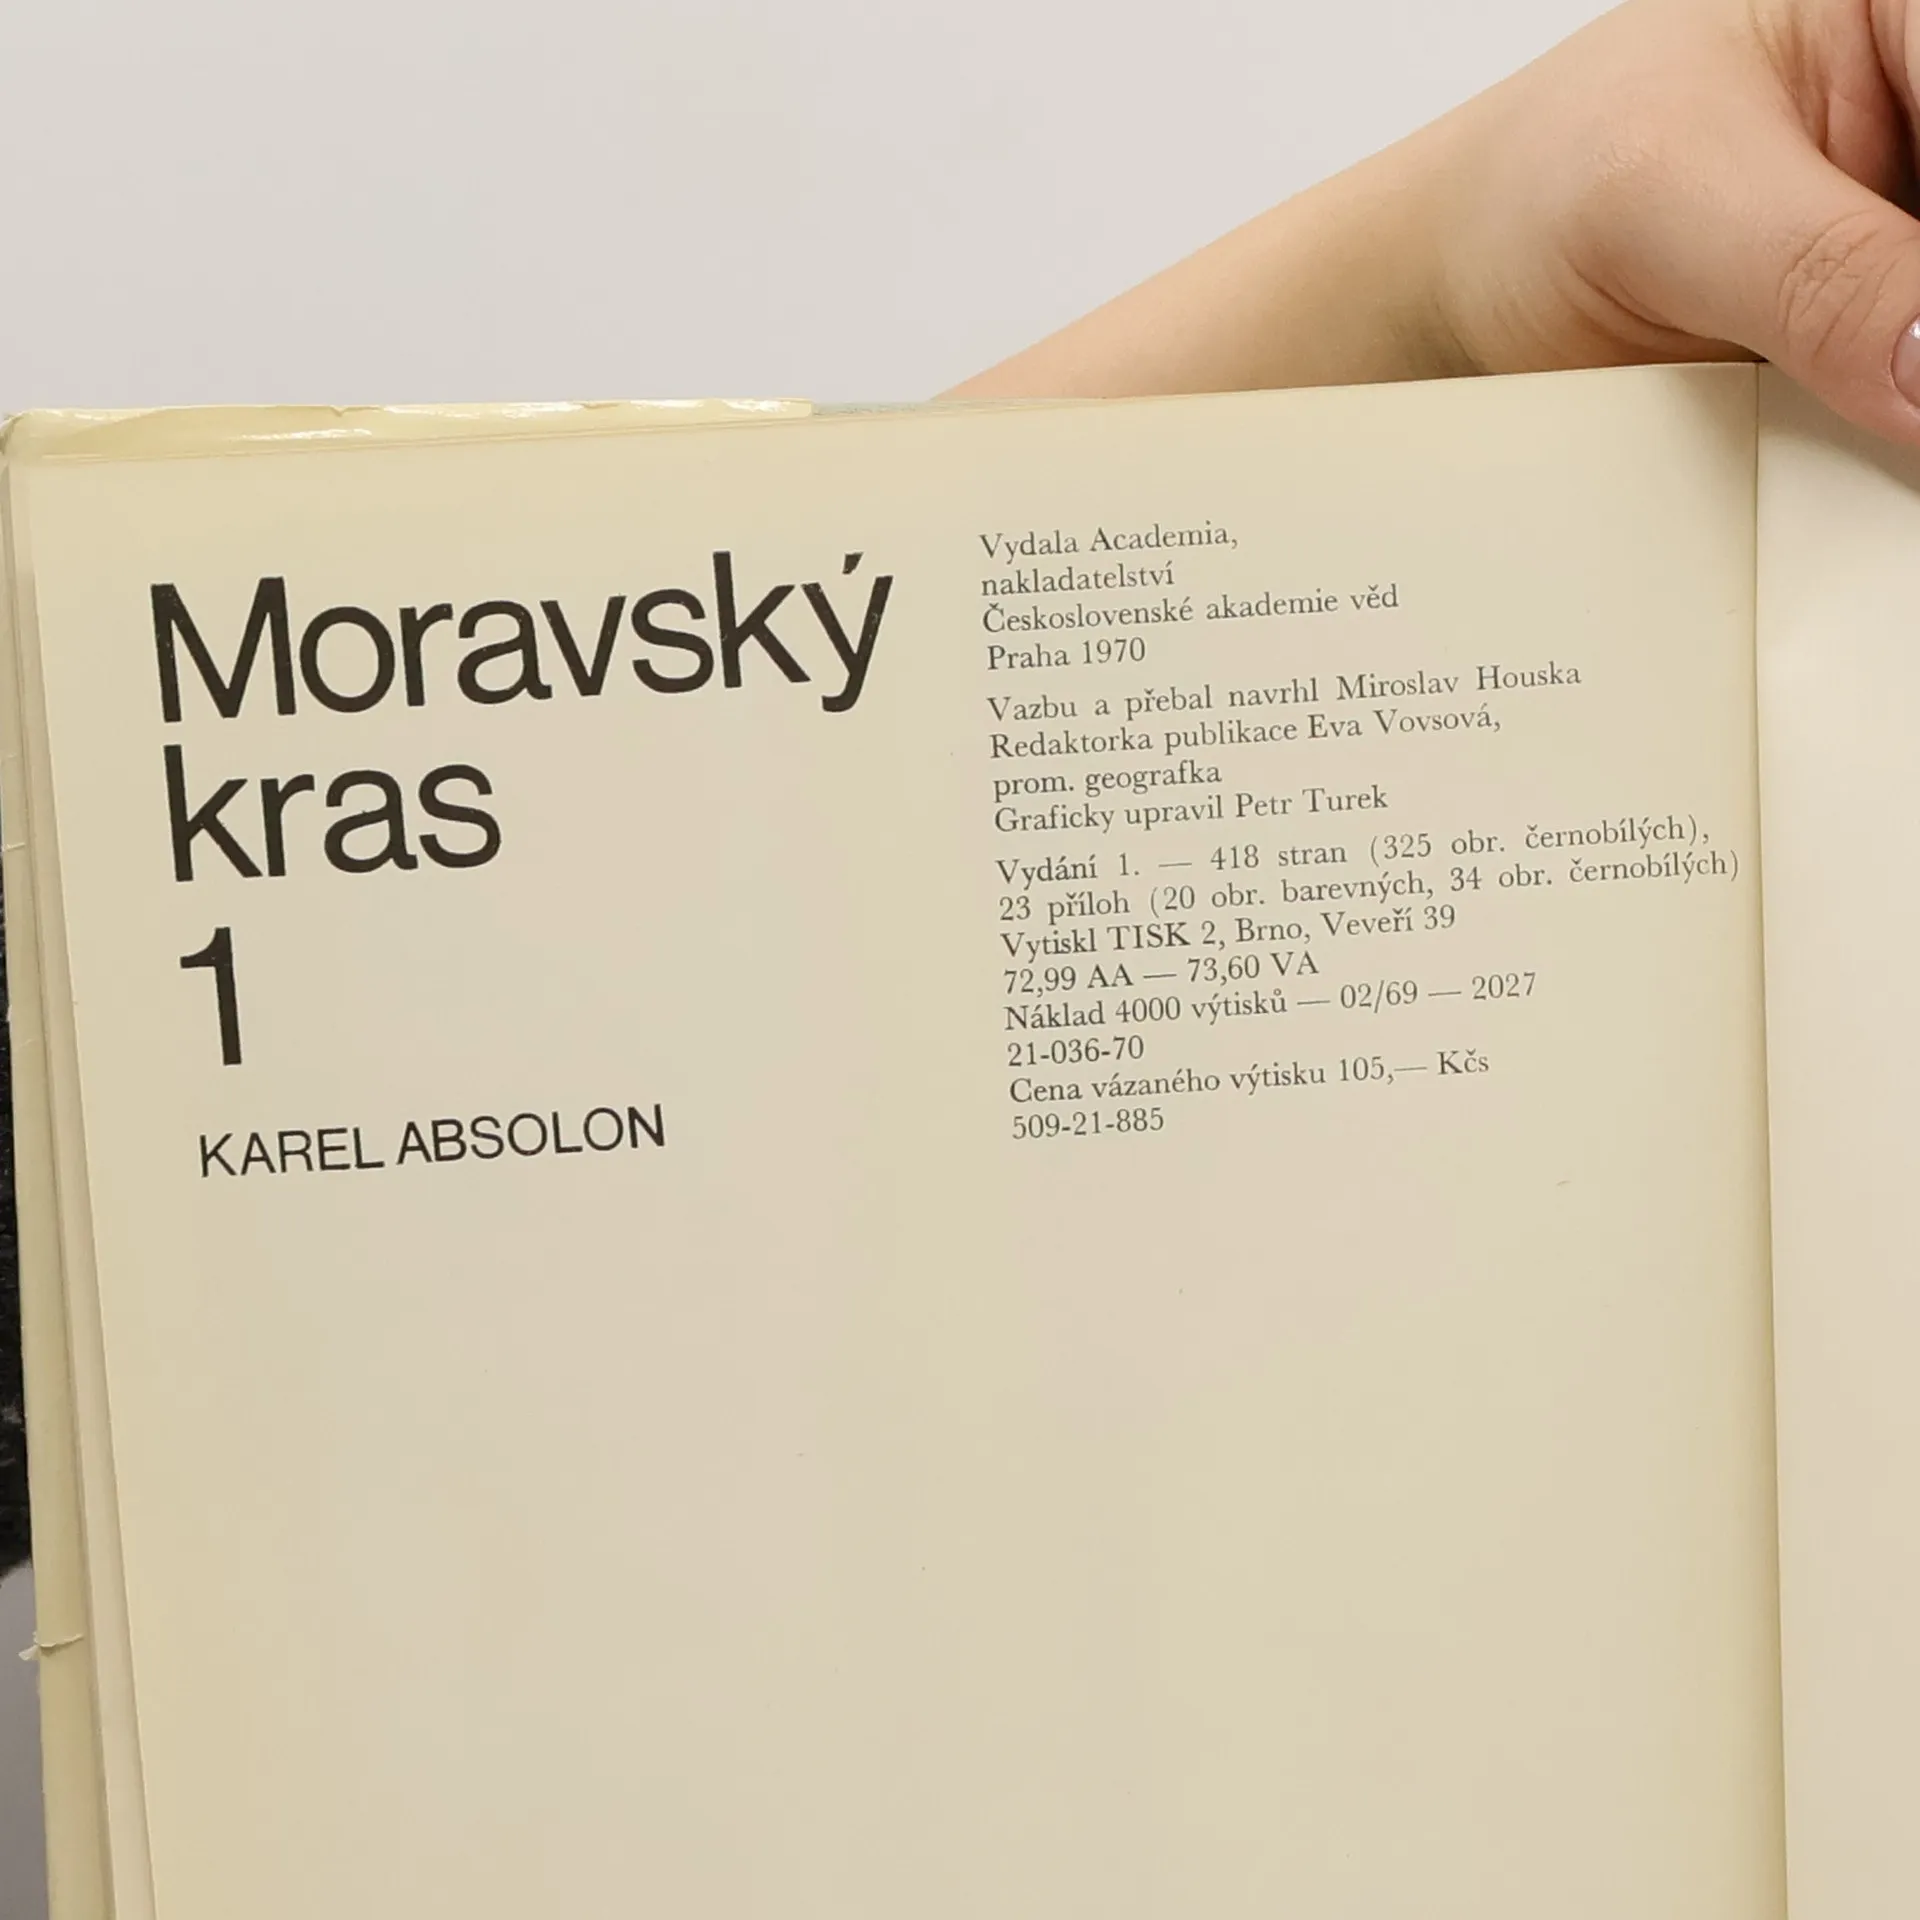 Moravský
kras
1
KAREL ABSOLON
Vydala Academia,
nakladatelství
Československé akademie věd
Praha 1970
Vazbu a přebal navrhl Miroslav Houska
Redaktorka publikace Eva Vovsová,
prom. geografka
Graficky upravil Petr Turek
Vydání 1. — 418 stran (325 obr. černobílých),
23 příloh (20 obr. barevných, 34 obr. černobílých)
Vytiskl TISK 2, Brno, Veveří 39
72,99 AA — 73,60 VA
Náklad 4000 výtisků — 02/69 — 2027
21-036-70
Cena vázaného výtisku 105,— Kčs
509-21-885